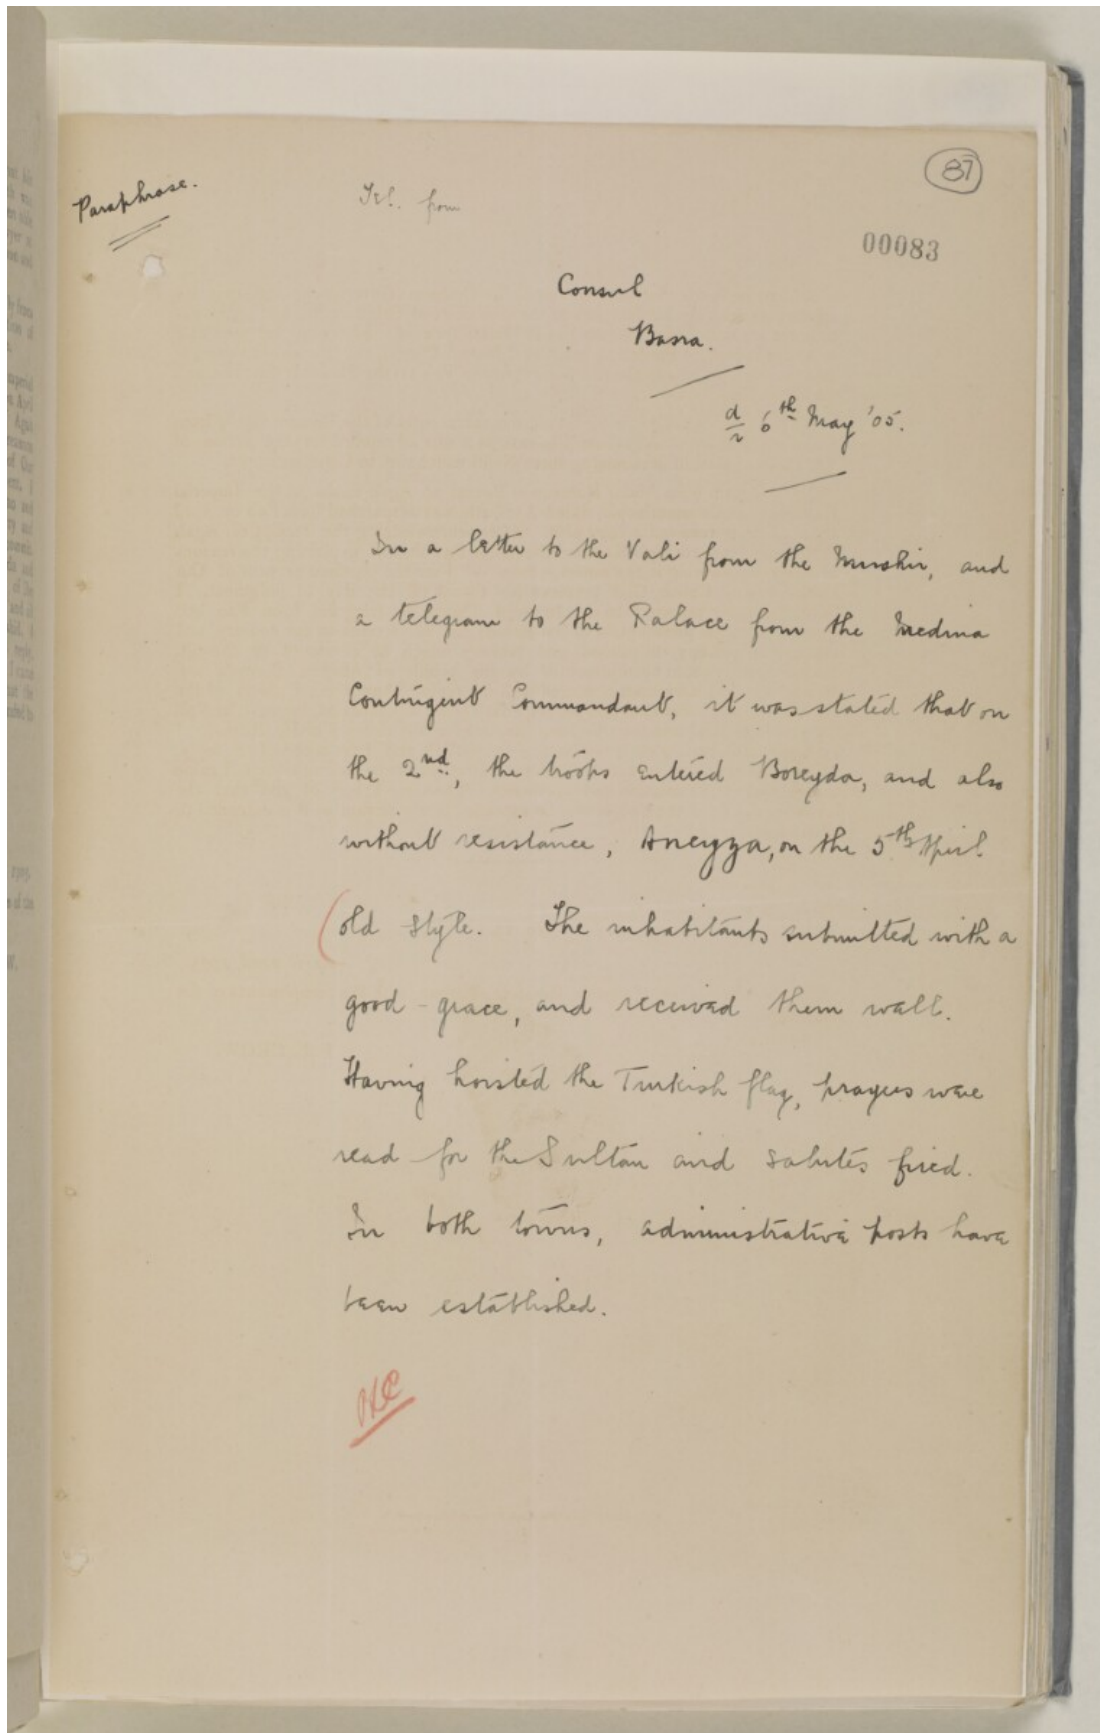 87
00083
Paraphrase.
Tel. from
Consul
Basra.
d/r 6th May '05.
In a letter to the Vali from the Mushir, and
a telegram to the Palace from the Medina
Contingent Commandant, it was stated that on
the 2nd, the troops entered Boreyda, and also
without resistance, Aneyza, on the 5th April
old style. The inhabitants submitted with a
good-grace, and received them well.
Having hoisted the Turkish flag, prayers were
read for the Sultan and salutes fired.
In both towns, administrative posts have
been established.